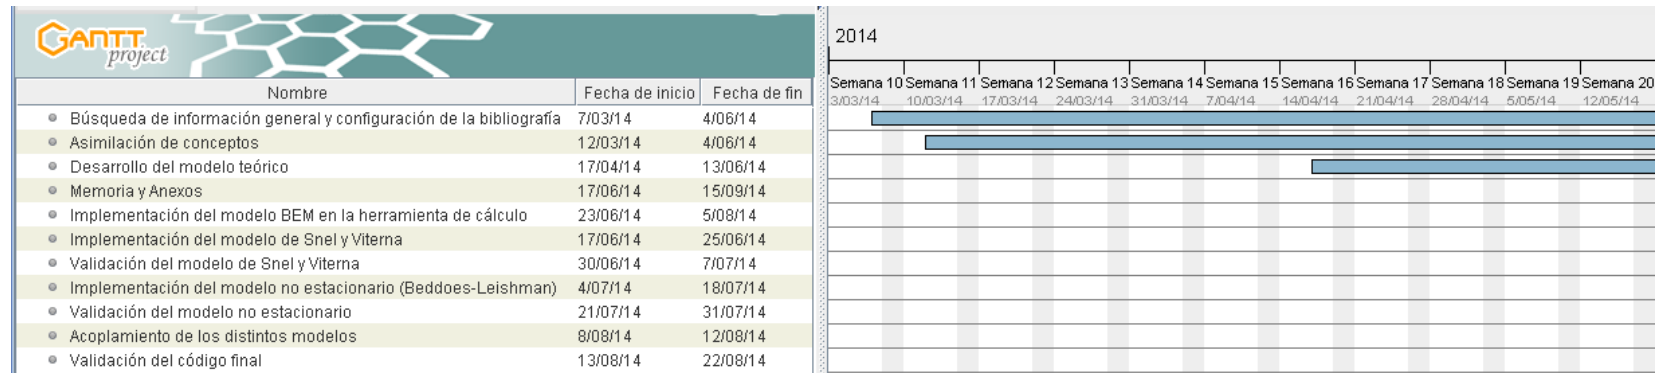 GANTT
project
2014
Semana 10 Semana 11 Semana 12 Semana 13 Semana 14 Semana 15 Semana 16 Semana 17 Semana 18 Semana 19 Semana 20
3/03/14 10/03/14 17/03/14 24/03/14 31/03/14 7/04/14 14/04/14 21/04/14 28/04/14 5/05/14 12/05/14
Nombre Fecha de inicio Fecha de fin
Búsqueda de información general y configuración de la bibliografía 7/03/14 4/06/14
Asimilación de conceptos 12/03/14 4/06/14
Desarrollo del modelo teórico 17/04/14 13/06/14
Memoria y Anexos 17/06/14 15/09/14
Implementación del modelo BEM en la herramienta de cálculo 23/06/14 5/08/14
Implementación del modelo de Snel y Viterna 17/06/14 25/06/14
Validación del modelo de Snel y Viterna 30/06/14 7/07/14
Implementación del modelo no estacionario (Beddoes-Leishman) 4/07/14 18/07/14
Validación del modelo no estacionario 21/07/14 31/07/14
Acoplamiento de los distintos modelos 8/08/14 12/08/14
Validación del código final 13/08/14 22/08/14